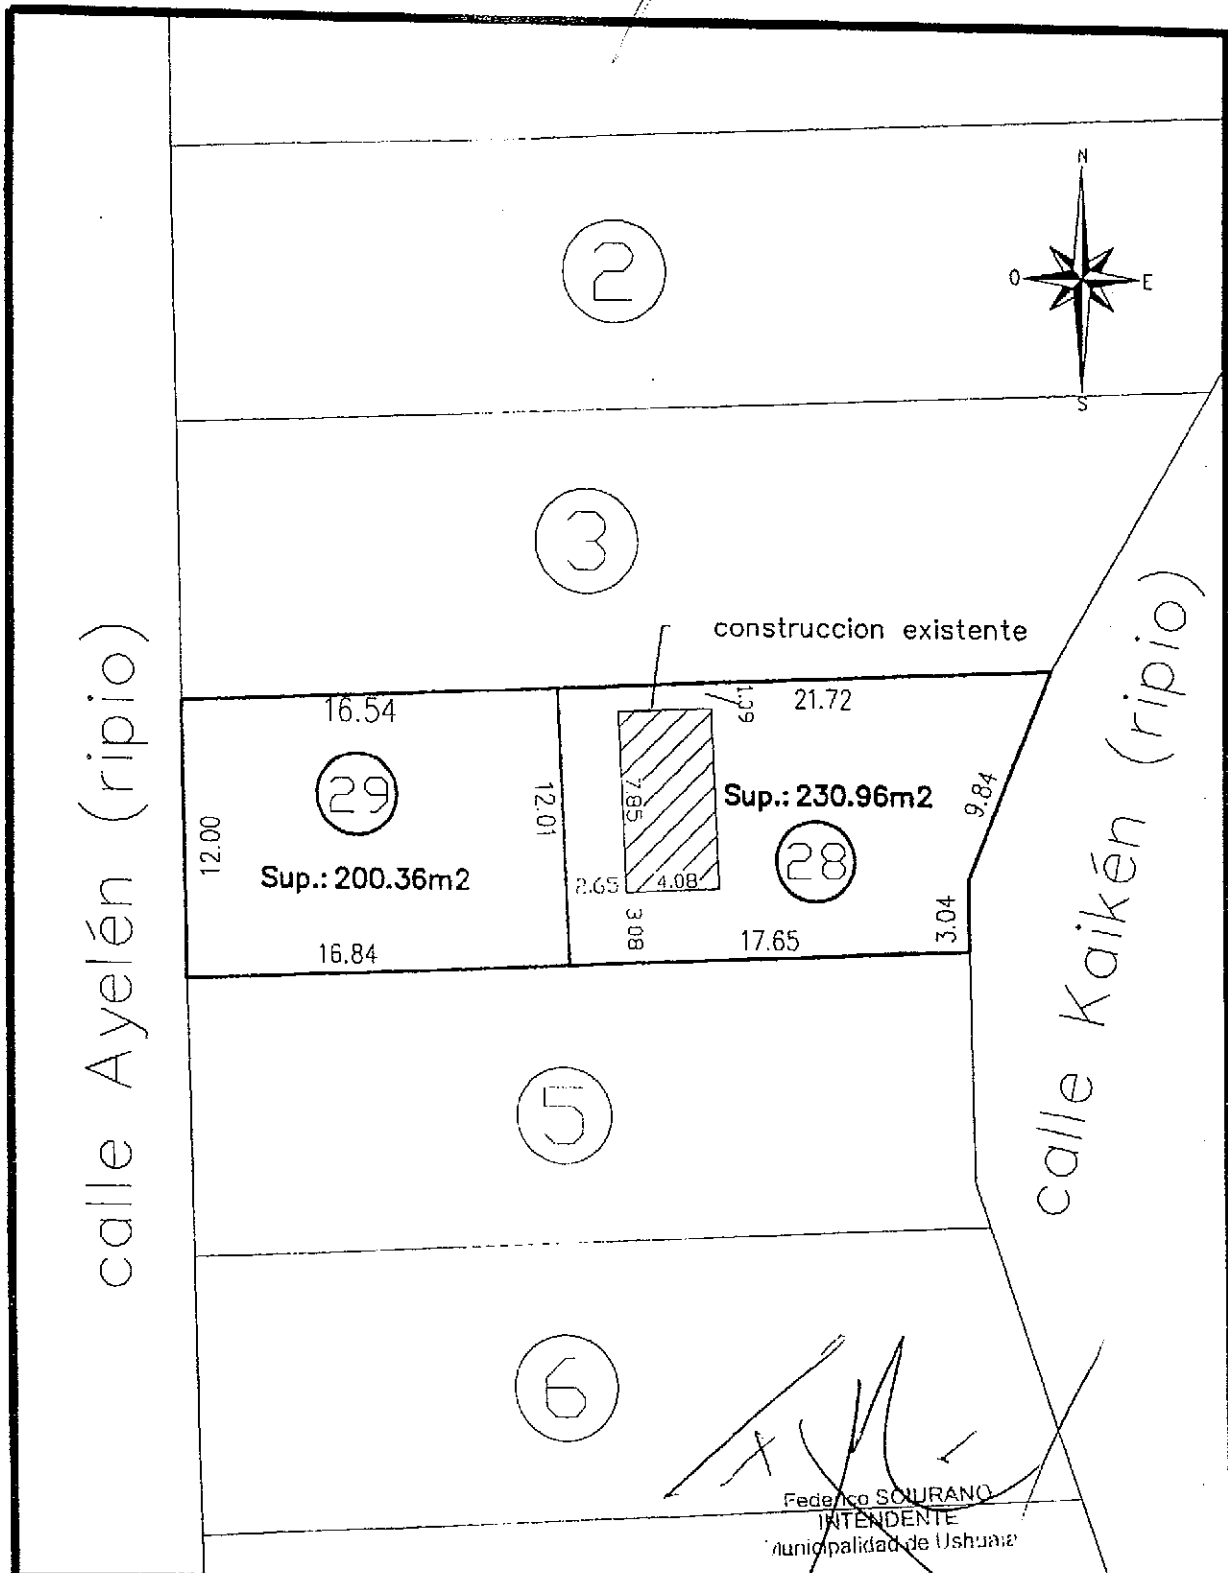 N
O E
S
2
3
construccion existente
16.54
21.72
1.09
29
12.00
12.01
7.85
Sup.: 230.96m2
9.84
28
Sup.: 200.36m2
2.65
4.08
3.08
3.04
16.84
17.65
calle Ayelén (ripio)
calle Kaikén (ripio)
5
6
Federico SCIURANO
INTENDENTE
Municipalidad de Ushuaia